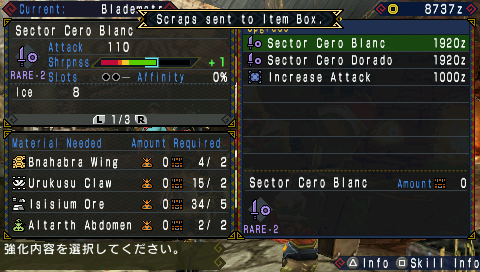 Current: Blademaster
8737z
Scraps sent to Item Box.
Sector Cero Blanc
Attack 110
Shrpnss +1
RARE-2
Slots Affinity 0%
Ice 8
L 1/3 R
Upgrade
Sector Cero Blanc 1920z
Sector Cero Dorado 1920z
Increase Attack 1000z
Material Needed Amount Required
Bnahabra Wing 0 4/ 2
Urukusu Claw 0 15/ 2
Isisium Ore 0 34/ 5
Altarth Abdomen 0 2/ 2
Sector Cero Blanc Amount 0
RARE-2
強化内容を選択してください。
Info Skill Info